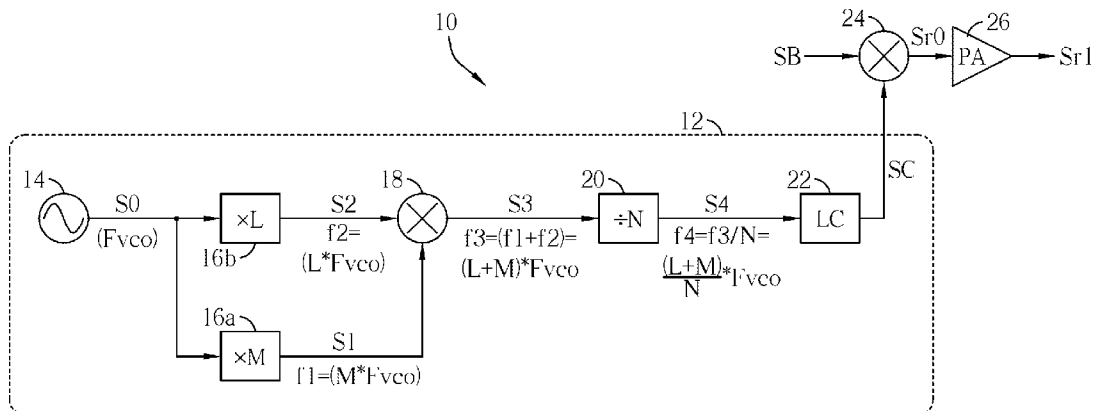 24
26
SB
Sr0
PA
Sr1
10
12
SC
14
S0
(Fvco)
×L
16b
S2
f2=
(L*Fvco)
18
S3
f3=(f1+f2)=
(L+M)*Fvco
20
÷N
S4
f4=f3/N=
(L+M)
N
*Fvco
22
LC
16a
×M
S1
f1=(M*Fvco)